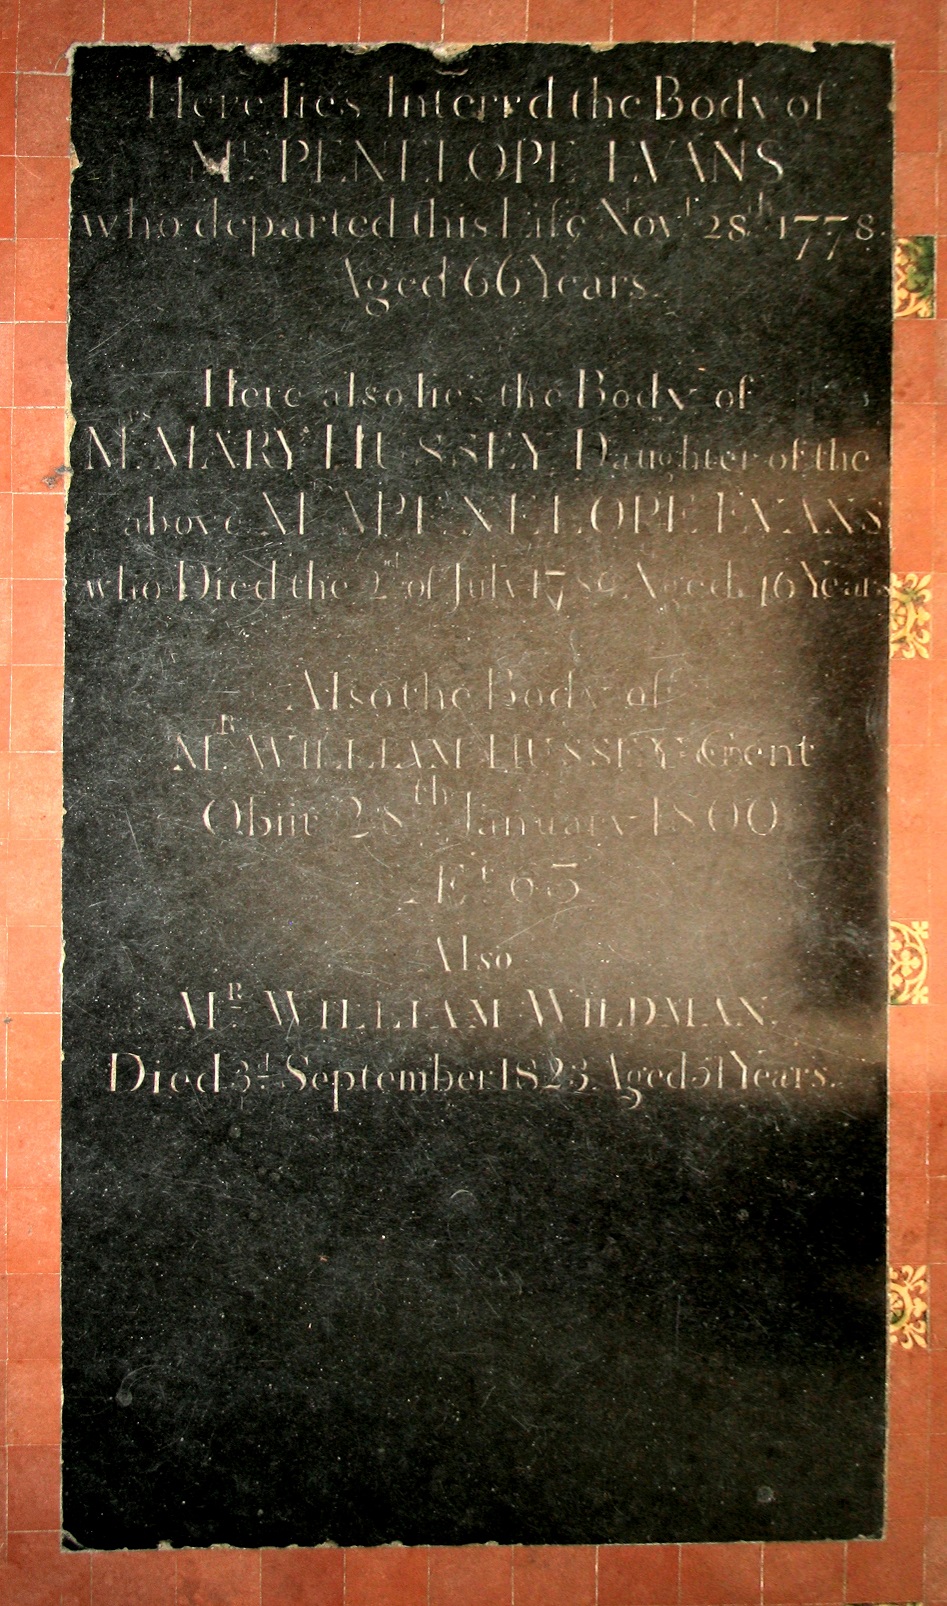 Here lies Interred the Body of
Mrs PENELOPE EVANS
who departed this Life Novr 28th 1778.
Aged 66 Years.
Here also lies the Body of
Mrs MARY HUSSEY Daughter of the
above Mrs PENELOPE EVANS
who Died the 2nd of July 1789 Aged 46 Years
Also the Body of
MR WILLIAM HUSSEY Gent
Obiit 28th January 1800
Æt 65
Also
MR WILLIAM WILDMAN.
Died 3d September 1823 Aged 51 Years.